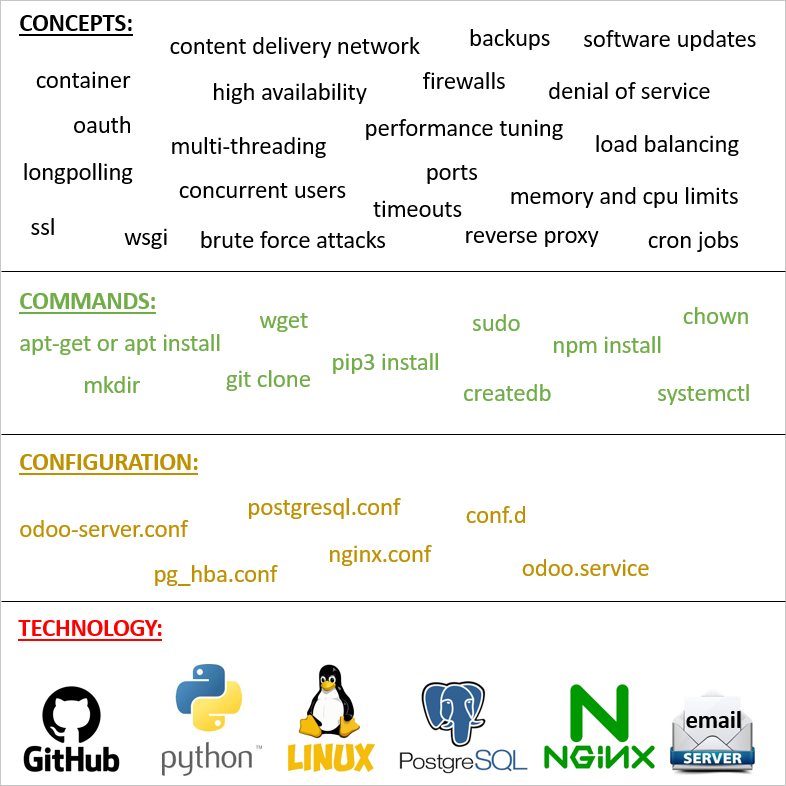 CONCEPTS:
content delivery network
backups
software updates
container
high availability
firewalls
denial of service
oauth
multi-threading
performance tuning
load balancing
longpolling
concurrent users
ports
memory and cpu limits
timeouts
ssl
wsgi
brute force attacks
reverse proxy
cron jobs
COMMANDS:
wget
sudo
chown
apt-get or apt install
npm install
pip3 install
mkdir
git clone
createdb
systemctl
CONFIGURATION:
postgresql.conf
conf.d
odoo-server.conf
nginx.conf
pg_hba.conf
odoo.service
TECHNOLOGY:
GitHub
python™
LINUX
PostgreSQL
N
NGiNX
email
SERVER